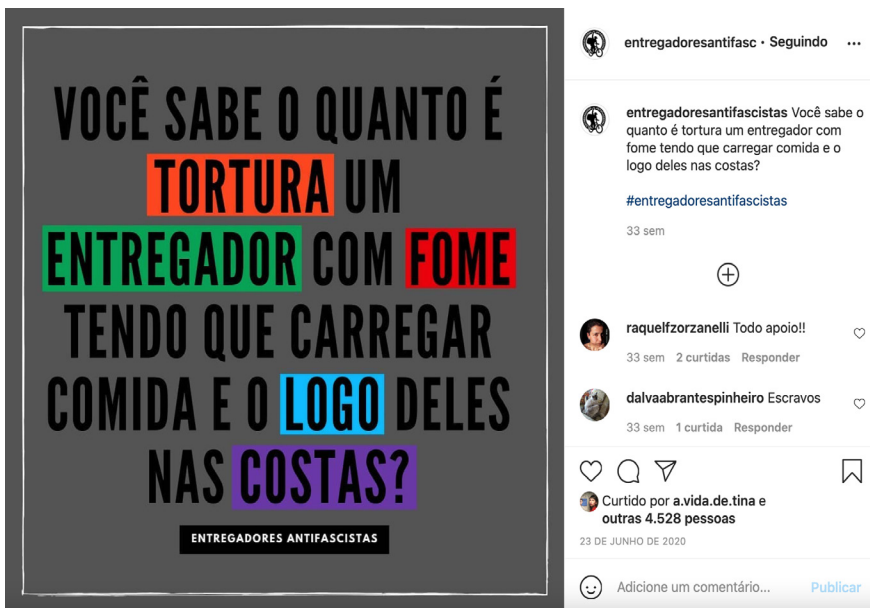 VOCÊ SABE O QUANTO É
TORTURA UM
ENTREGADOR COM FOME
TENDO QUE CARREGAR
COMIDA E O LOGO DELES
NAS COSTAS?
ENTREGADORES ANTIFASCISTAS
entregadoresantifasc • Seguindo
entregadoresantifascistas Você sabe o
quanto é tortura um entregador com
fome tendo que carregar comida e o
logo deles nas costas?
#entregadoresantifascistas
33 sem
raquelfzorzanelli Todo apoio!!
33 sem 2 curtidas Responder
dalvaabrantespinheiro Escravos
33 sem 1 curtida Responder
Curtido por a.vida.de.tina e
outras 4.528 pessoas
23 DE JUNHO DE 2020
Adicione um comentário... Publicar